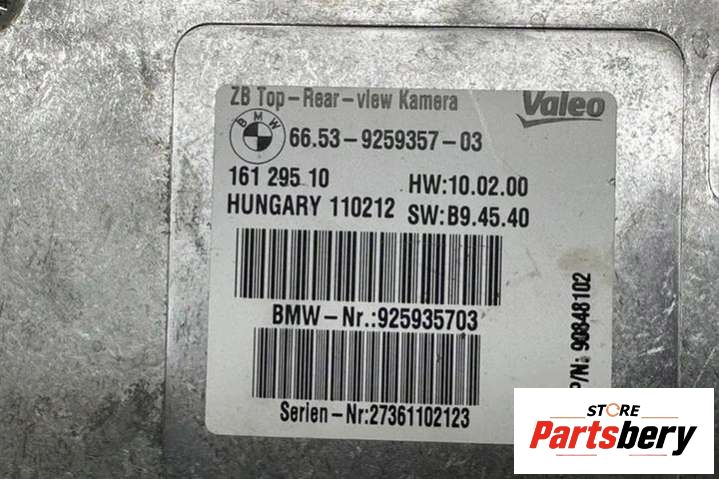 ZB Top-Rear-view Kamera
Valeo
BMW
66.53-9259357-03
161 295 10 HW:10.02.00
HUNGARY 110212 SW:B9.45.40
BMW-Nr.:925935703
Serien-Nr:27361102123
P/N: 90848102
STORE
Partsbery